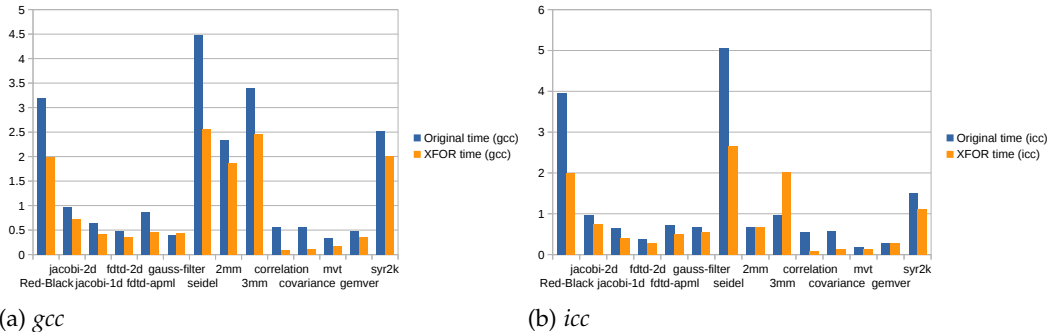 5
4.5
4
3.5
3
2.5
2
1.5
1
0.5
0
Original time (gcc)
XFOR time (gcc)
jacobi-2d fdtd-2d gauss-filter 2mm correlation mvt syr2k
Red-Black jacobi-1d fdtd-apml seidel 3mm covariance gemver
(a) gcc
6
5
4
3
2
1
0
Original time (icc)
XFOR time (icc)
jacobi-2d fdtd-2d gauss-filter 2mm correlation mvt syr2k
Red-Black jacobi-1d fdtd-apml seidel 3mm covariance gemver
(b) icc